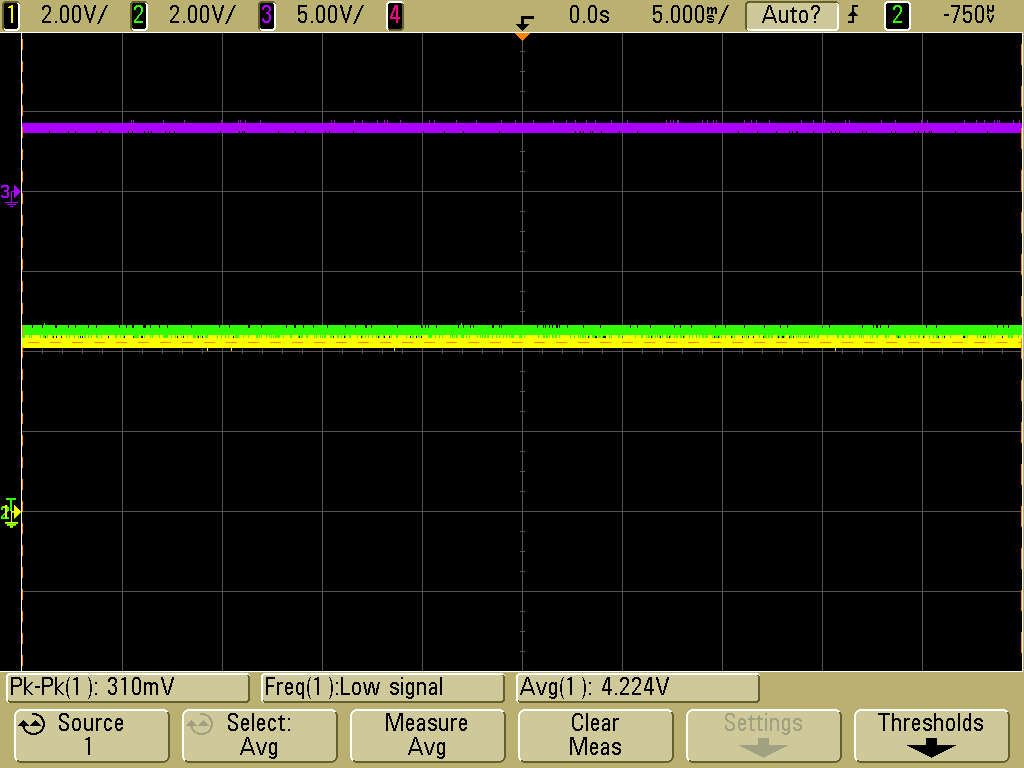 1 2.00V/ 2 2.00V/ 3 5.00V/ 4 0.0s 5.000ms/ Auto? 2 -750mV
3
T
2
Pk-Pk(1): 310mV Freq(1):Low signal Avg(1): 4.224V
Source Select: Measure Clear Settings Thresholds
1 Avg Avg Meas